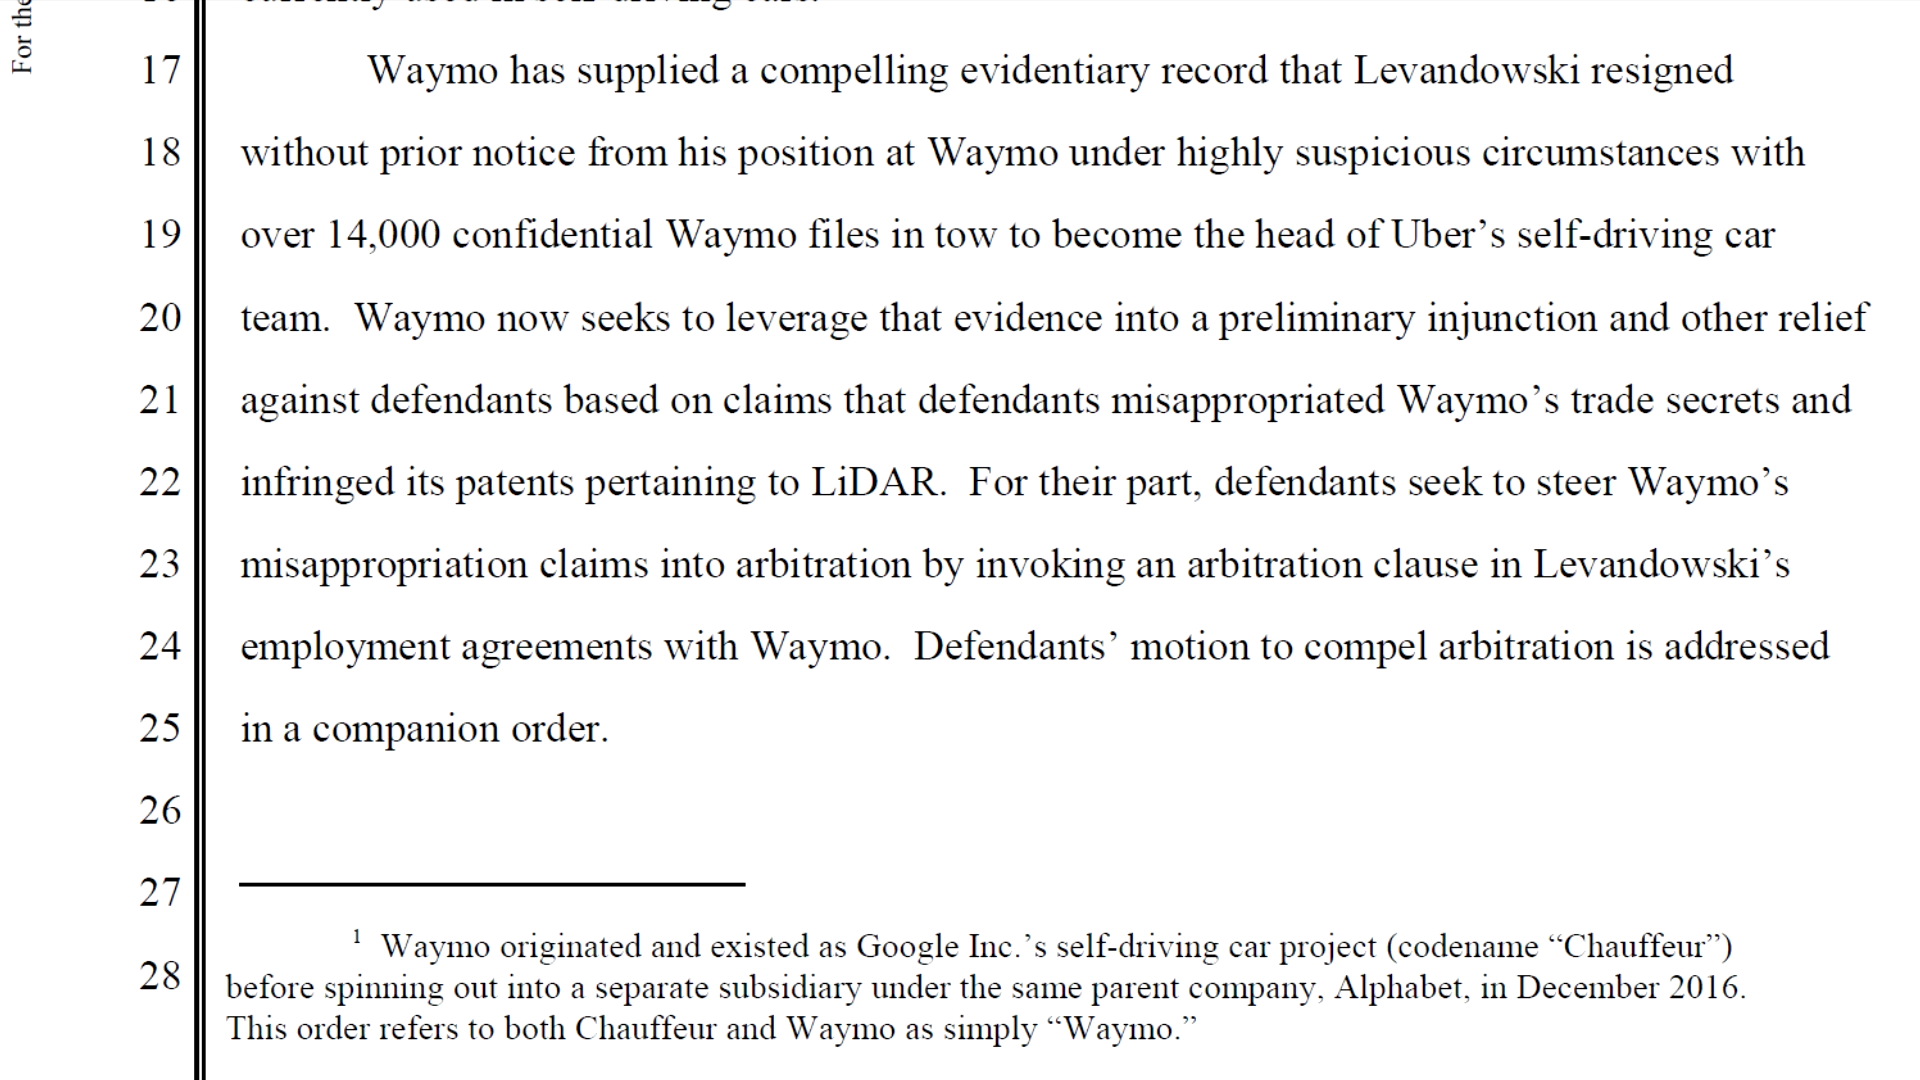 For the
17 Waymo has supplied a compelling evidentiary record that Levandowski resigned
18 without prior notice from his position at Waymo under highly suspicious circumstances with
19 over 14,000 confidential Waymo files in tow to become the head of Uber’s self-driving car
20 team.  Waymo now seeks to leverage that evidence into a preliminary injunction and other relief
21 against defendants based on claims that defendants misappropriated Waymo’s trade secrets and
22 infringed its patents pertaining to LiDAR.  For their part, defendants seek to steer Waymo’s
23 misappropriation claims into arbitration by invoking an arbitration clause in Levandowski’s
24 employment agreements with Waymo.  Defendants’ motion to compel arbitration is addressed
25 in a companion order.
26
27
1 Waymo originated and existed as Google Inc.’s self-driving car project (codename “Chauffeur”)
28 before spinning out into a separate subsidiary under the same parent company, Alphabet, in December 2016.
This order refers to both Chauffeur and Waymo as simply “Waymo.”